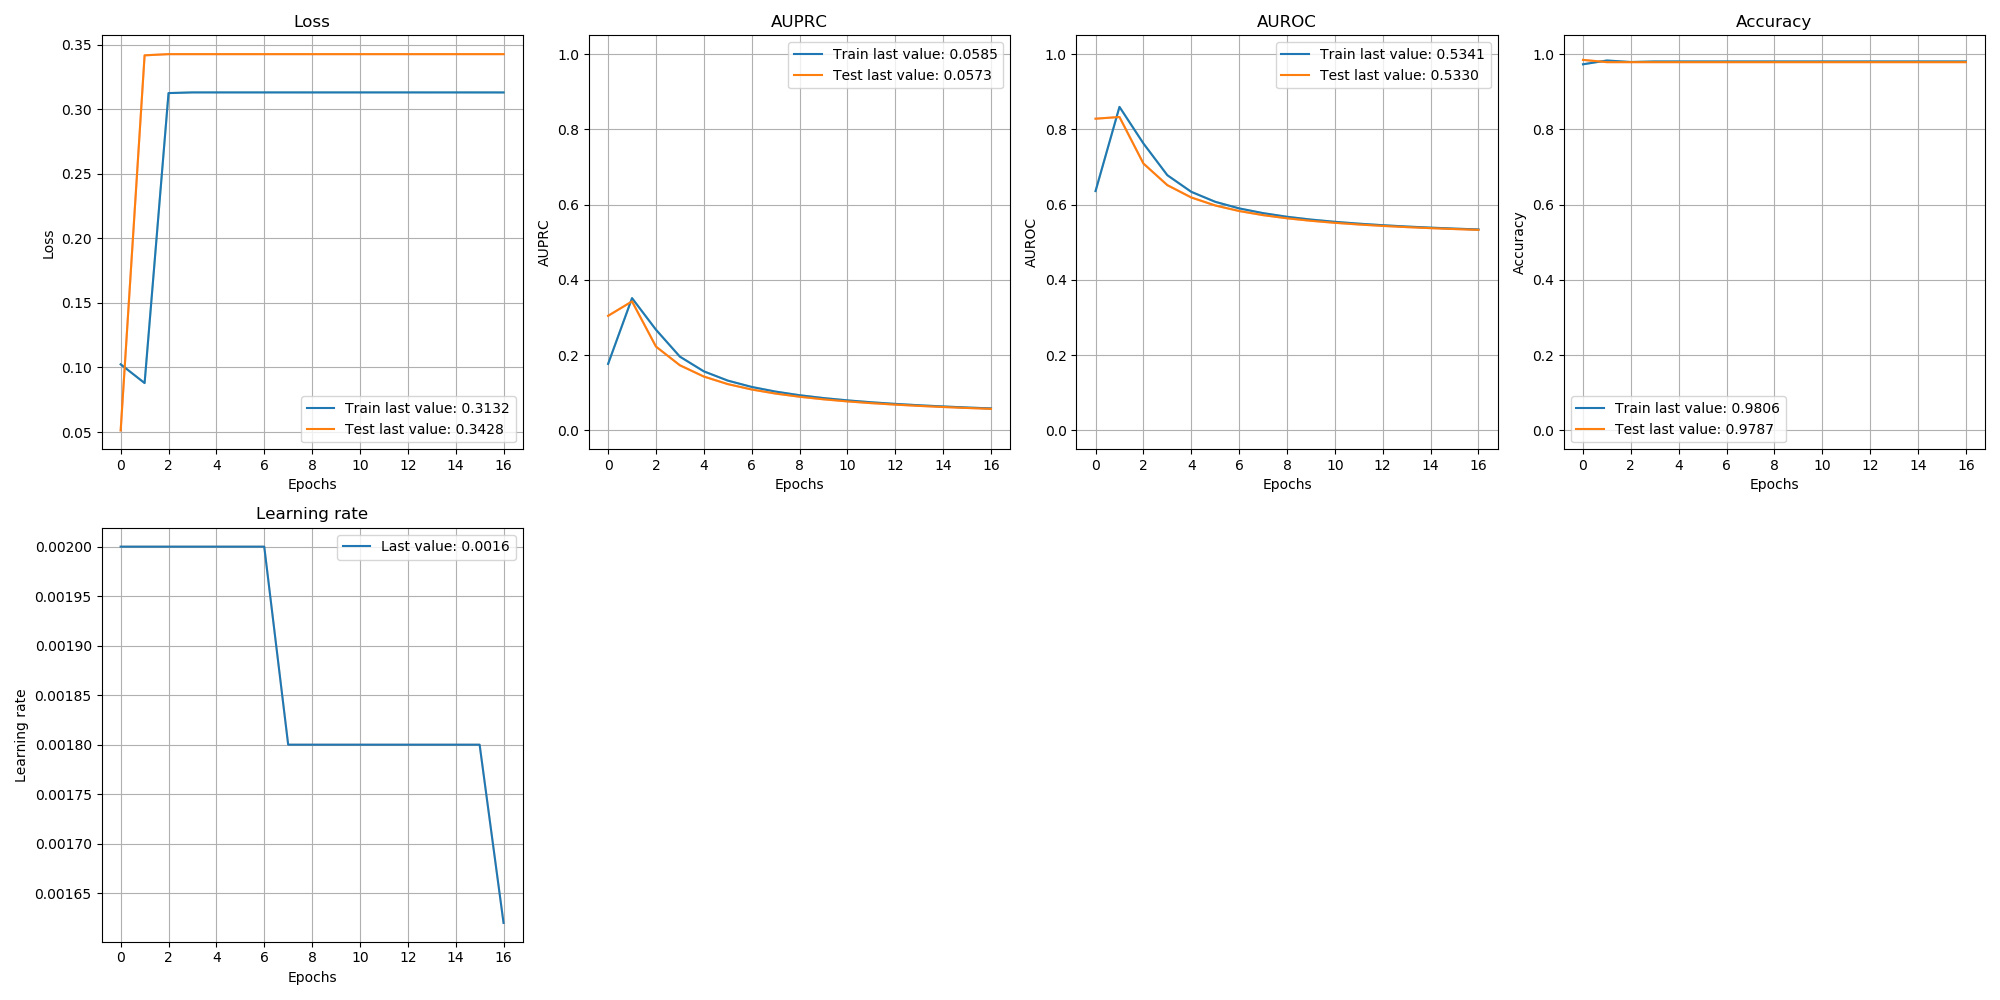 Loss
0.35
0.30
0.25
0.20
0.15
0.10
0.05
Loss
Train last value: 0.3132
Test last value: 0.3428
0 2 4 6 8 10 12 14 16
Epochs
AUPRC
1.0
0.8
0.6
0.4
0.2
0.0
AUPRC
Train last value: 0.0585
Test last value: 0.0573
0 2 4 6 8 10 12 14 16
Epochs
AUROC
1.0
0.8
0.6
0.4
0.2
0.0
AUROC
Train last value: 0.5341
Test last value: 0.5330
0 2 4 6 8 10 12 14 16
Epochs
Accuracy
1.0
0.8
0.6
0.4
0.2
0.0
Accuracy
Train last value: 0.9806
Test last value: 0.9787
0 2 4 6 8 10 12 14 16
Epochs
Learning rate
0.00200
0.00195
0.00190
0.00185
0.00180
0.00175
0.00170
0.00165
Learning rate
Last value: 0.0016
0 2 4 6 8 10 12 14 16
Epochs